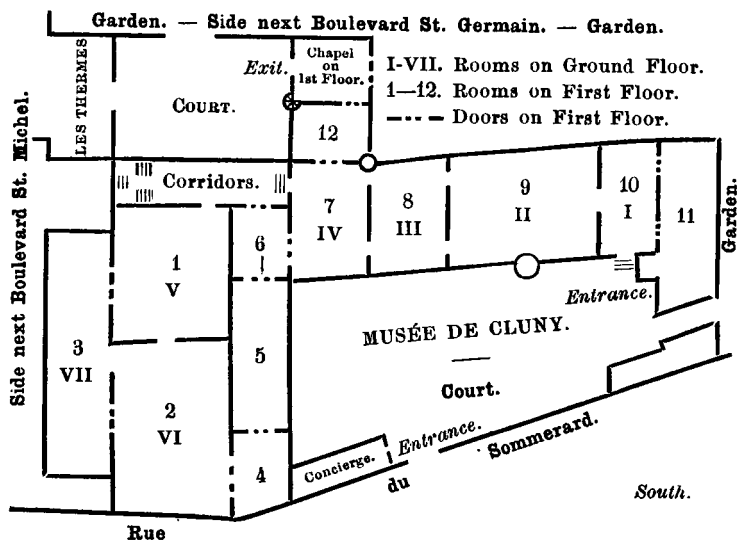 Garden. — Side next Boulevard St. Germain. — Garden.
LES THERMES
Exit.
Chapel
on
1st Floor.
I-VII. Rooms on Ground Floor.
1—12. Rooms on First Floor.
Doors on First Floor.
COURT.
12
Side next Boulevard St. Michel.
Corridors.
7
IV
8
III
9
II
10
I
11
Garden.
6
1
V
Entrance.
MUSÉE DE CLUNY.
3
VII
5
Court.
2
VI
4
Concierge.
Entrance.
Rue du Sommerard.
South.